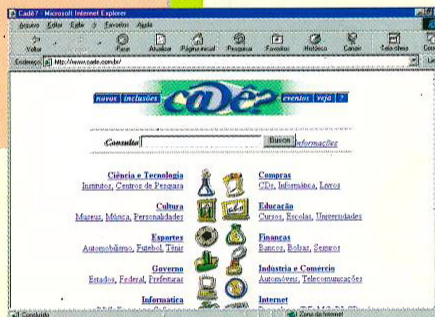 Cadê? - Microsoft Internet Explorer
Arquivo Editar Exibir Ir Favoritos Ajuda
Voltar Parar Atualizar Página inicial Pesquisar Favoritos Histórico Canais Tela cheia
Endereço http://www.cade.com.br/
novos inclusões cadê? eventos veja ?
Consulta Buscar informações
Ciência e Tecnologia
Institutos, Centros de Pesquisa
Compras
CDs, Informática, Livros
Cultura
Museus, Música, Personalidades
Educação
Cursos, Escolas, Universidades
Esportes
Automobilismo, Futebol, Tênis
Finanças
Bancos, Bolsas, Seguros
Governo
Estados, Federal, Prefeituras
Indústria e Comércio
Automóveis, Telecomunicações
Informática
Internet
Concluído
Zona da Internet